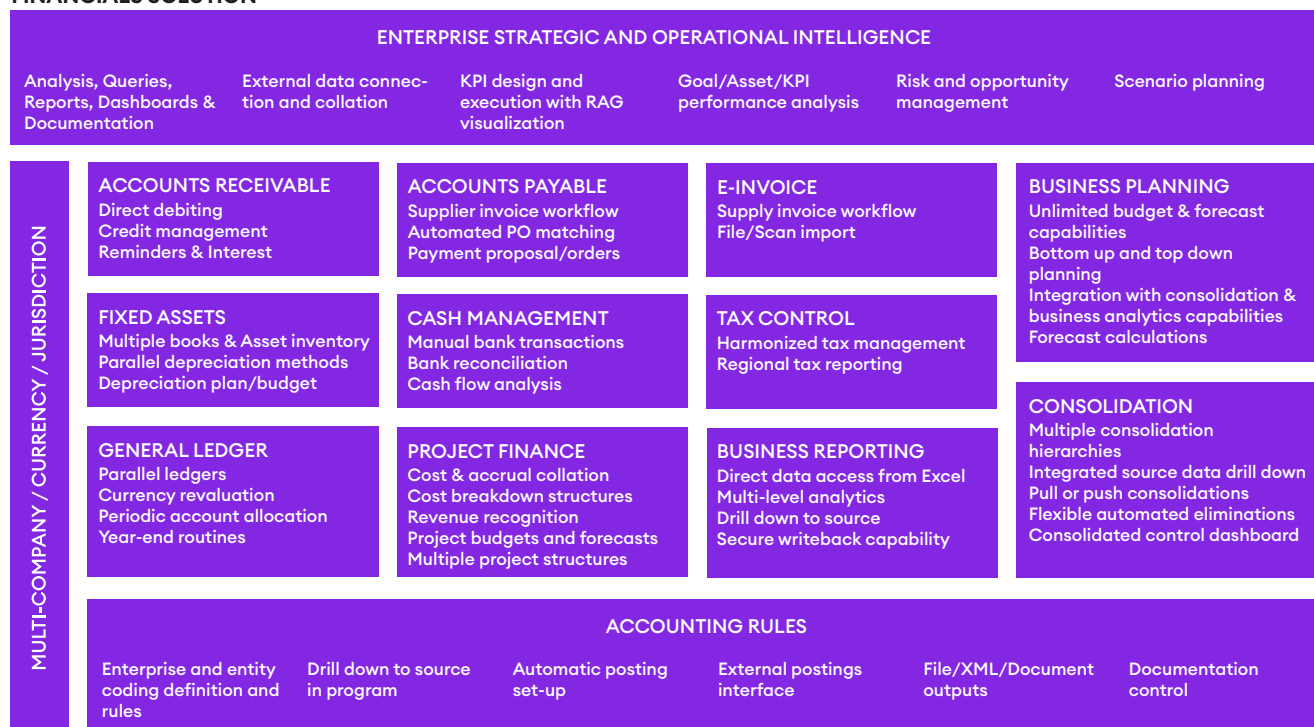 FINANCIALS SOLUTION
ENTERPRISE STRATEGIC AND OPERATIONAL INTELLIGENCE
Analysis, Queries,
Reports, Dashboards &
Documentation
External data connec-
tion and collation
KPI design and
execution with RAG
visualization
Goal/Asset/KPI
performance analysis
Risk and opportunity
management
Scenario planning
MULTI-COMPANY / CURRENCY / JURISDICTION
ACCOUNTS RECEIVABLE
Direct debiting
Credit management
Reminders & Interest
ACCOUNTS PAYABLE
Supplier invoice workflow
Automated PO matching
Payment proposal/orders
E-INVOICE
Supply invoice workflow
File/Scan import
BUSINESS PLANNING
Unlimited budget & forecast
capabilities
Bottom up and top down
planning
Integration with consolidation &
business analytics capabilities
Forecast calculations
FIXED ASSETS
Multiple books & Asset inventory
Parallel depreciation methods
Depreciation plan/budget
CASH MANAGEMENT
Manual bank transactions
Bank reconciliation
Cash flow analysis
TAX CONTROL
Harmonized tax management
Regional tax reporting
CONSOLIDATION
Multiple consolidation
hierarchies
Integrated source data drill down
Pull or push consolidations
Flexible automated eliminations
Consolidated control dashboard
GENERAL LEDGER
Parallel ledgers
Currency revaluation
Periodic account allocation
Year-end routines
PROJECT FINANCE
Cost & accrual collation
Cost breakdown structures
Revenue recognition
Project budgets and forecasts
Multiple project structures
BUSINESS REPORTING
Direct data access from Excel
Multi-level analytics
Drill down to source
Secure writeback capability
ACCOUNTING RULES
Enterprise and entity
coding definition and
rules
Drill down to source
in program
Automatic posting
set-up
External postings
interface
File/XML/Document
outputs
Documentation
control